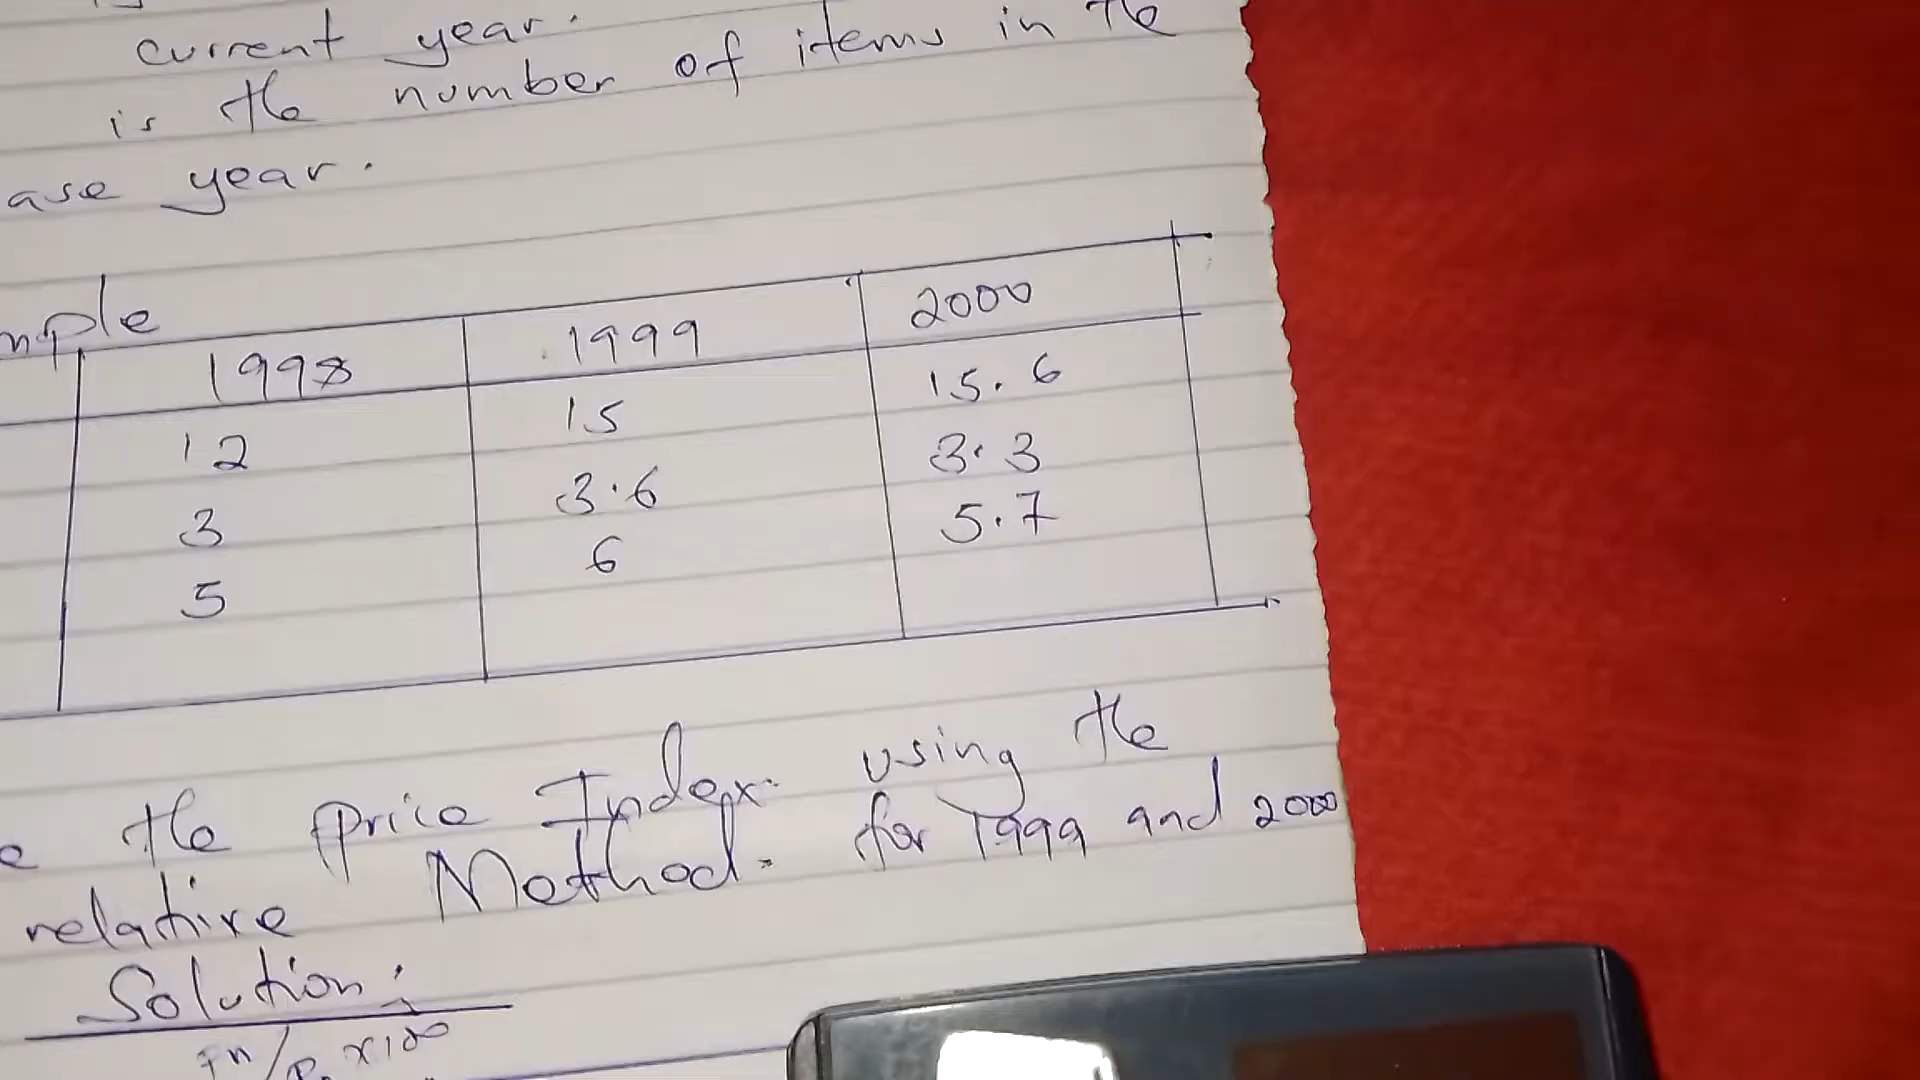 current year.
is the number of items in the
ase year.
mple
1998 1999 2000
12 15 15.6
3 3.6 3.3
5 6 5.7
e the price Index using the
relative Method. for 1999 and 2000
Solution:
x100